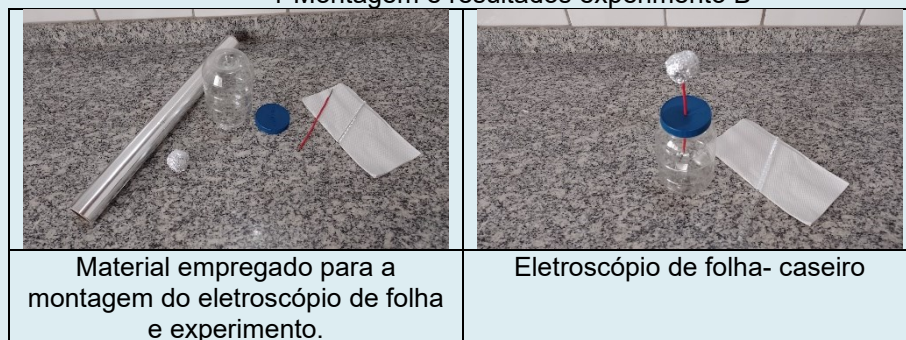 Montagem e resultados experimento B
Material empregado para a
montagem do eletroscópio de folha
e experimento.
Eletroscópio de folha- caseiro